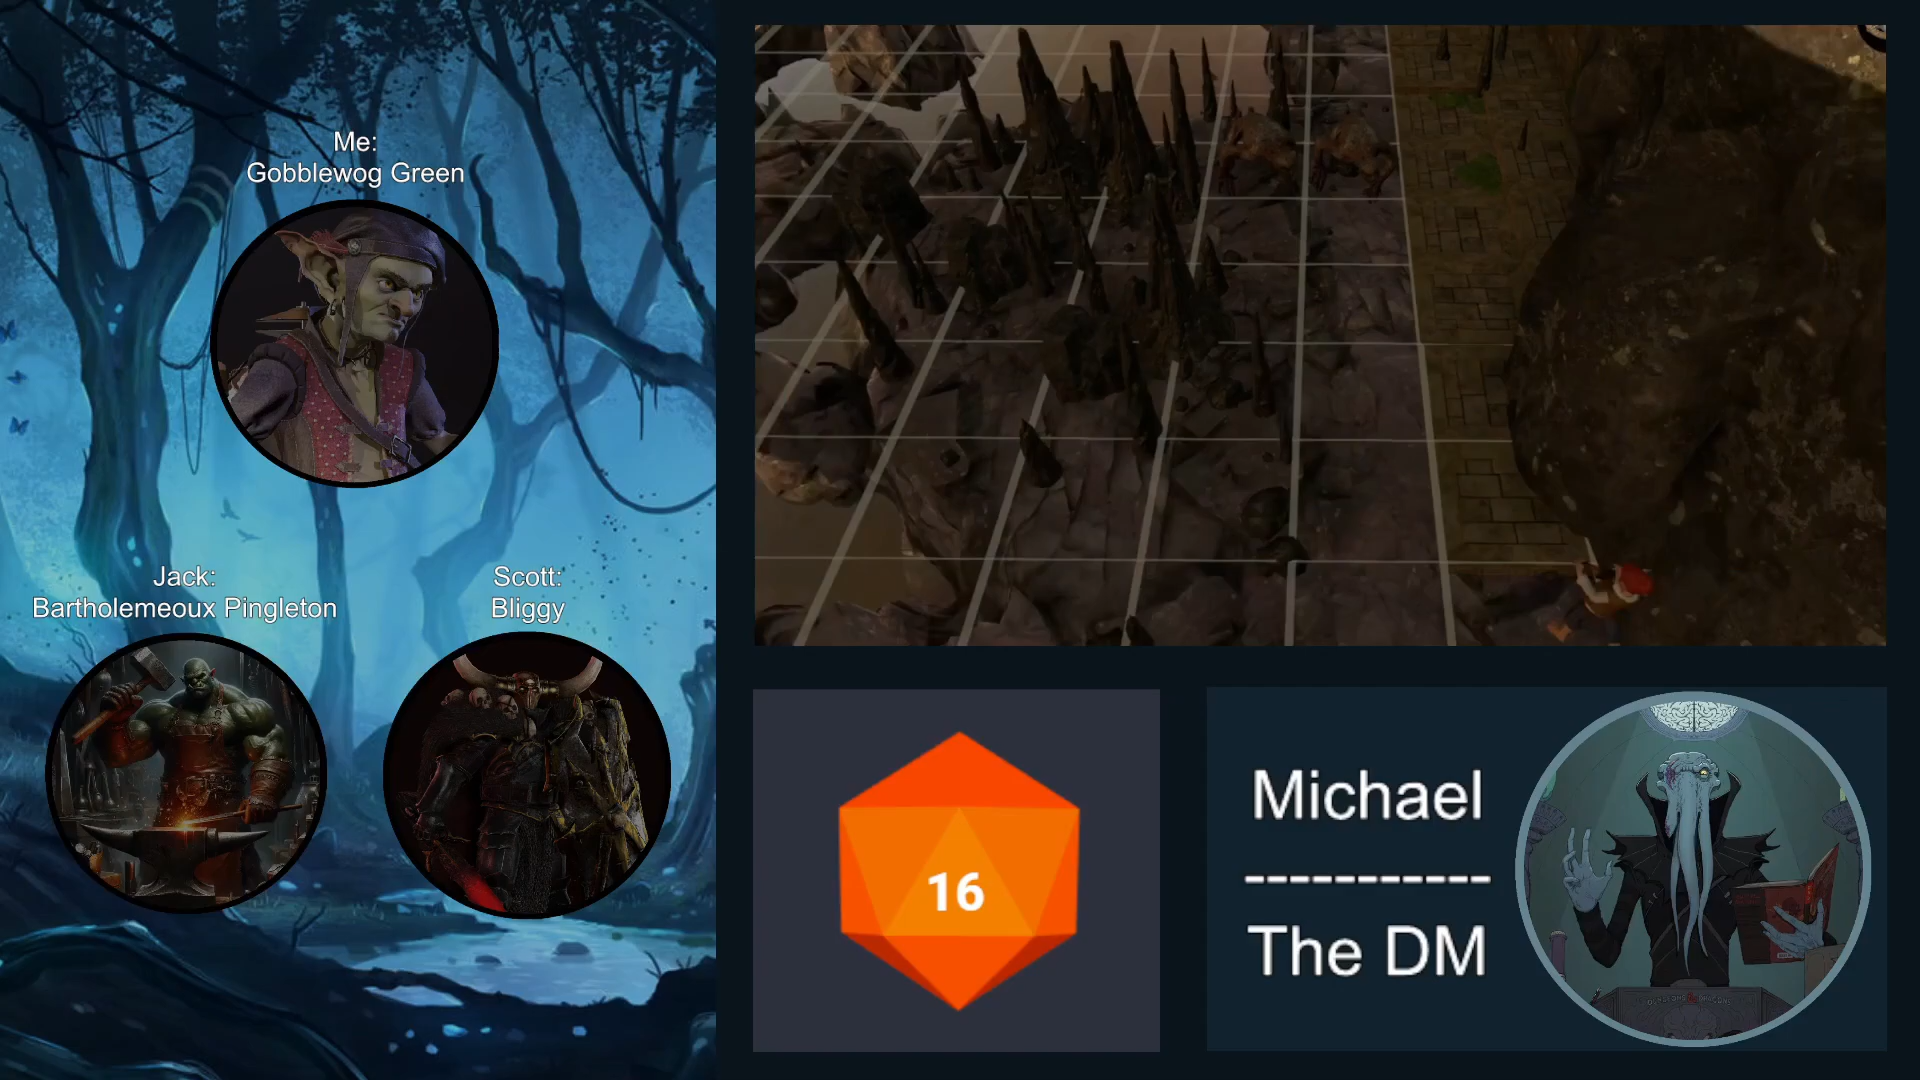 Me:
Gobblewog Green
Jack:
Bartholemeoux Pingleton
Scott:
Bliggy
16
Michael
-----------
The DM